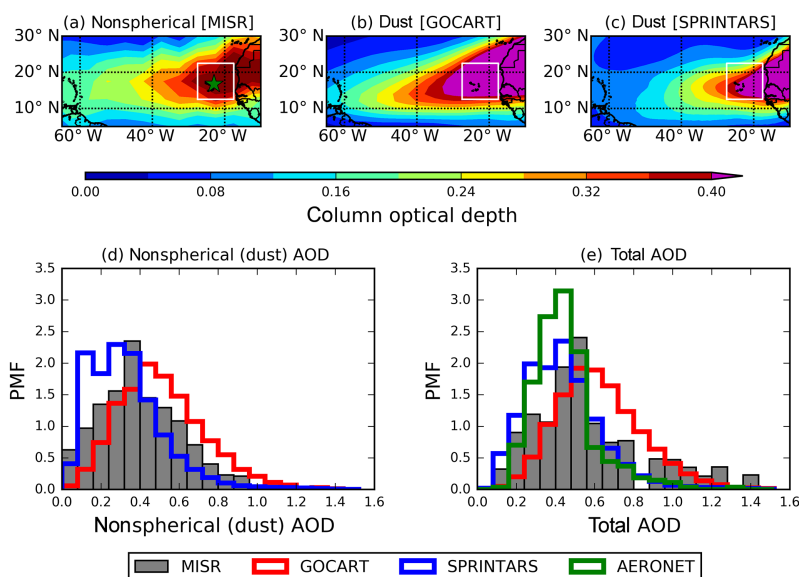 (a) Nonspherical [MISR]
(b) Dust [GOCART]
(c) Dust [SPRINTARS]
30° N
20° N
10° N
60° W 40° W 20° W
30° N
20° N
10° N
60° W 40° W 20° W
30° N
20° N
10° N
60° W 40° W 20° W
0.00 0.08 0.16 0.24 0.32 0.40
Column optical depth
(d) Nonspherical (dust) AOD
PMF
3.5
3.0
2.5
2.0
1.5
1.0
0.5
0.0
0.0 0.2 0.4 0.6 0.8 1.0 1.2 1.4 1.6
Nonspherical (dust) AOD
(e) Total AOD
PMF
3.5
3.0
2.5
2.0
1.5
1.0
0.5
0.0
0.0 0.2 0.4 0.6 0.8 1.0 1.2 1.4 1.6
Total AOD
MISR GOCART SPRINTARS AERONET